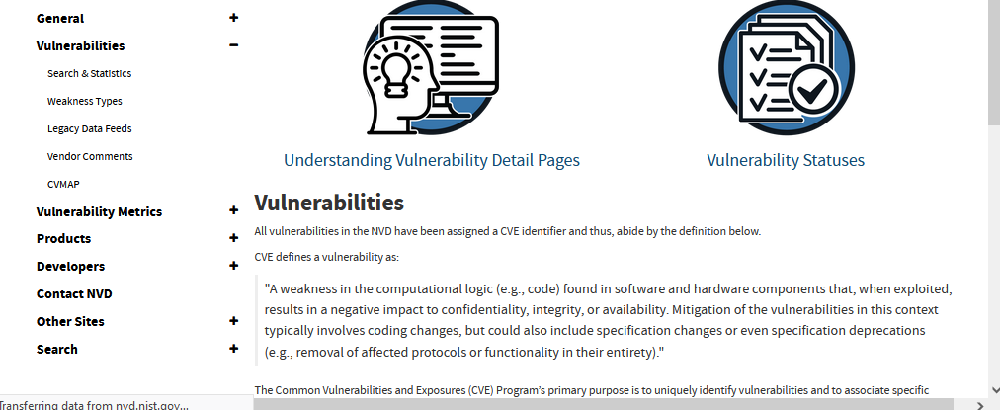 General
Vulnerabilities
Search & Statistics
Weakness Types
Legacy Data Feeds
Vendor Comments
CVMAP
Vulnerability Metrics
Products
Developers
Contact NVD
Other Sites
Search
Understanding Vulnerability Detail Pages
Vulnerability Statuses
Vulnerabilities
All vulnerabilities in the NVD have been assigned a CVE identifier and thus, abide by the definition below.
CVE defines a vulnerability as:
"A weakness in the computational logic (e.g., code) found in software and hardware components that, when exploited,
results in a negative impact to confidentiality, integrity, or availability. Mitigation of the vulnerabilities in this context
typically involves coding changes, but could also include specification changes or even specification deprecations
(e.g., removal of affected protocols or functionality in their entirety)."
The Common Vulnerabilities and Exposures (CVE) Program's primary purpose is to uniquely identify vulnerabilities and to associate specific
Transferring data from nvd.nist.gov...